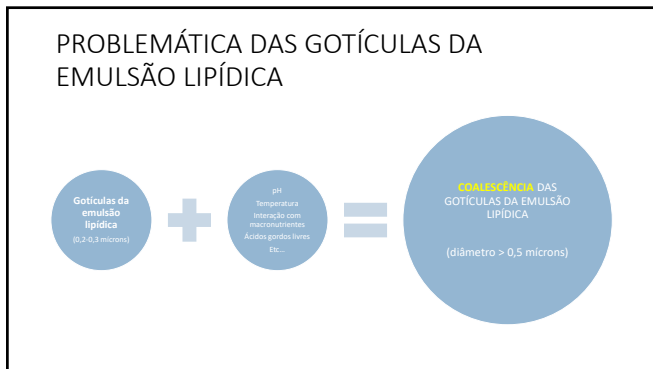 PROBLEMÁTICA DAS GOTÍCULAS DA
EMULSÃO LIPÍDICA
Gotículas da
emulsão
lipídica
(0,2-0,3 mícrons)
pH
Temperatura
Interação com
macronutrientes
Ácidos gordos livres
Etc...
COALESCÊNCIA DAS
GOTÍCULAS DA EMULSÃO
LIPÍDICA
(diâmetro > 0,5 mícrons)